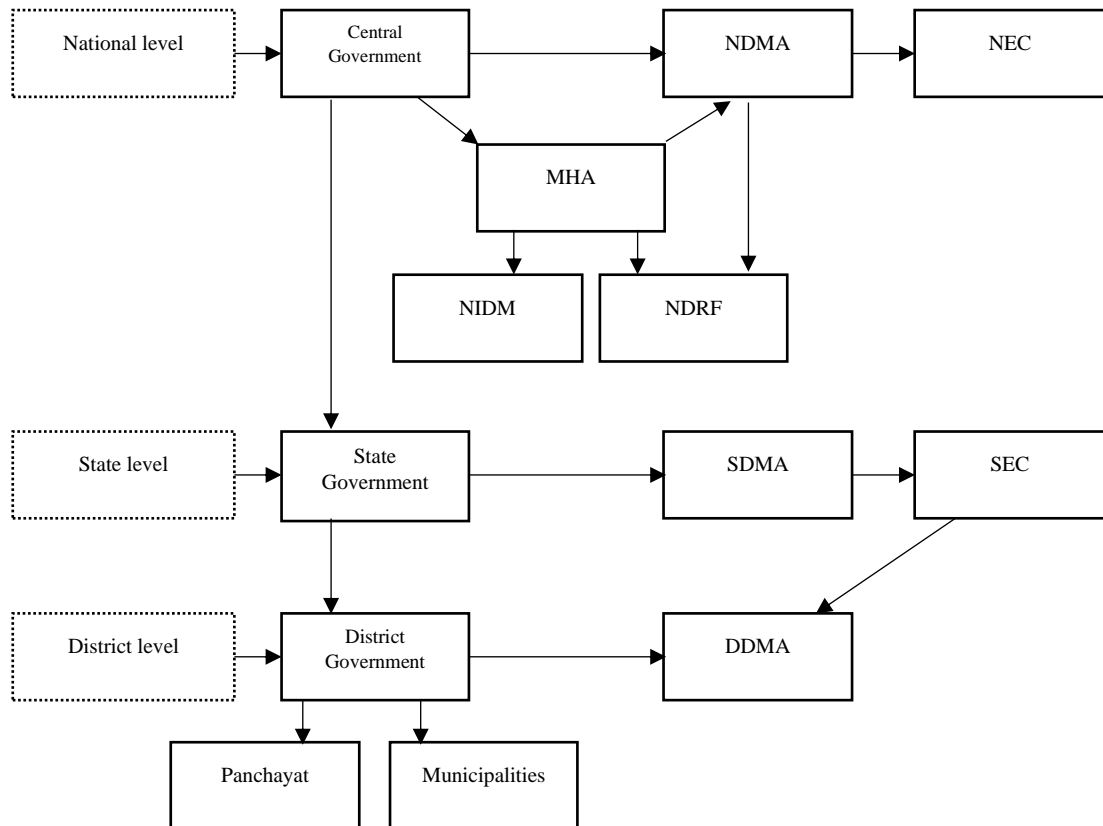 National level
Central
Government
NDMA
NEC
MHA
NIDM
NDRF
State level
State
Government
SDMA
SEC
District level
District
Government
DDMA
Panchayat
Municipalities